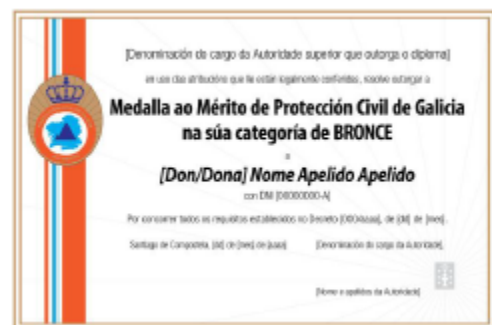 [Denominación do cargo da Autoridade superior que outorga o diploma]
en uso das atribucións que lle están legalmente conferidas, resolve outorgar a
Medalla ao Mérito de Protección Civil de Galicia
na súa categoría de BRONCE
a
[Don/Dona] Nome Apelido Apelido
con DNI [00000000-A]
Por concorrer todos os requisitos establecidos no Decreto [000/aaaa], de [dd] de [mes].
Santiago de Compostela, [dd] de [mes] de [aaaa]
[Denominación do cargo da Autoridade]
[Nome e apelidos da Autoridade]